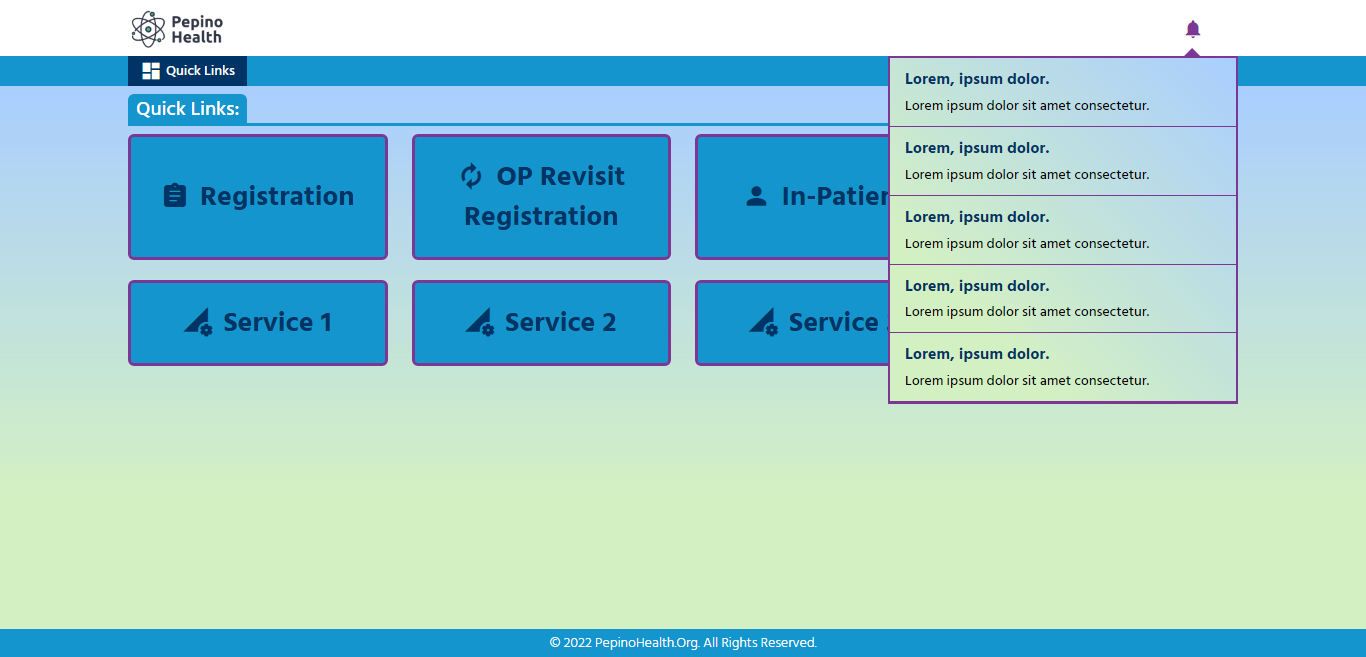 Pepino
Health
Quick Links
Quick Links:
Registration
OP Revisit
Registration
In-Patien
Service 1
Service 2
Service
Lorem, ipsum dolor.
Lorem ipsum dolor sit amet consectetur.
Lorem, ipsum dolor.
Lorem ipsum dolor sit amet consectetur.
Lorem, ipsum dolor.
Lorem ipsum dolor sit amet consectetur.
Lorem, ipsum dolor.
Lorem ipsum dolor sit amet consectetur.
Lorem, ipsum dolor.
Lorem ipsum dolor sit amet consectetur.
© 2022 PepinoHealth.Org. All Rights Reserved.